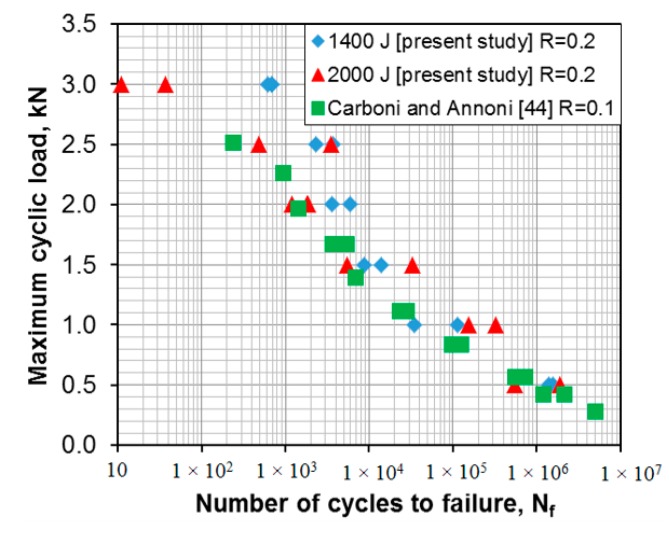 3.5
3.0
2.5
2.0
1.5
1.0
0.5
0.0
Maximum cyclic load, kN
1400 J [present study] R=0.2
2000 J [present study] R=0.2
Carboni and Annoni [44] R=0.1
10 1 × 10² 1 × 10³ 1 × 10⁴ 1 × 10⁵ 1 × 10⁶ 1 × 10⁷
Number of cycles to failure, Nf